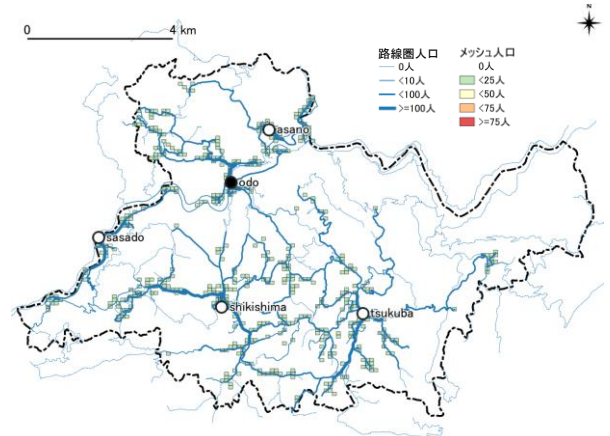 N
0 4 km
路線圏人口 メッシュ人口
0人 0人
<10人 <25人
<100人 <50人
>=100人 <75人
>=75人
asano
odo
sasado
shikishima
tsukuba